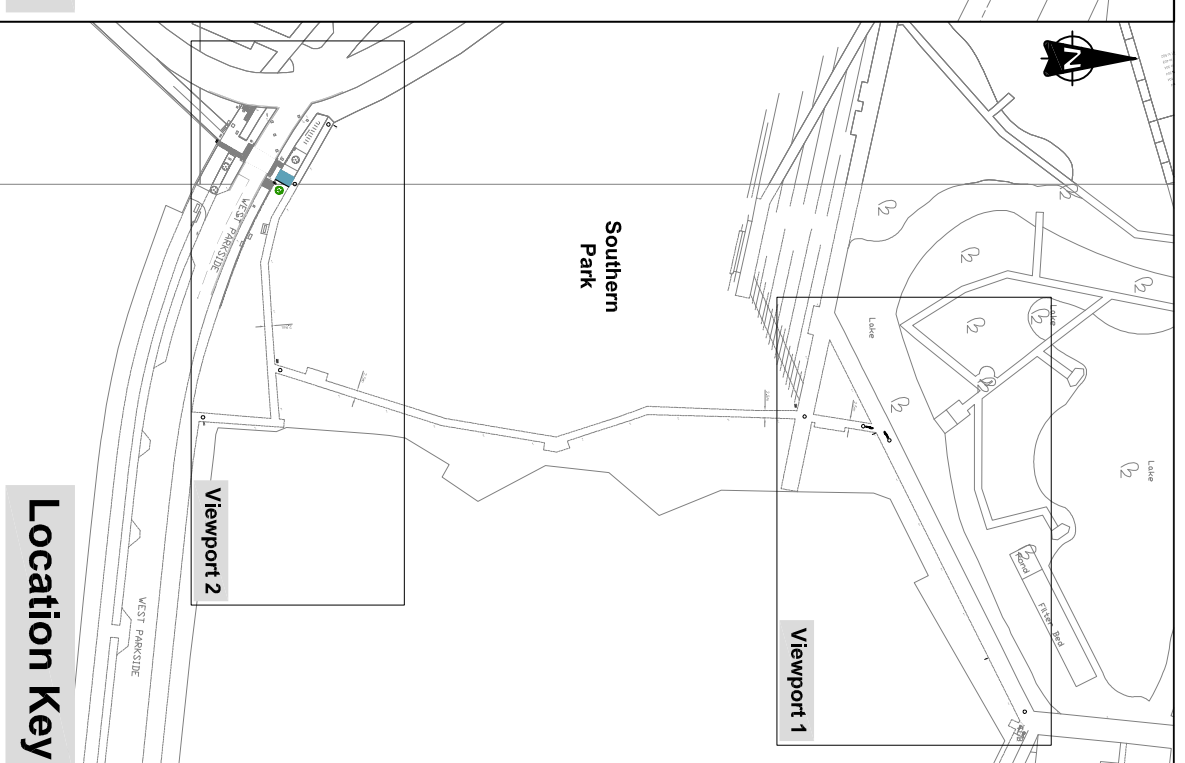 N
WEST PARKSIDE
Southern
Park
Lake
Lake
Lake
Pond
Filter Bed
Viewport 1
Viewport 2
WEST PARKSIDE
Location Key